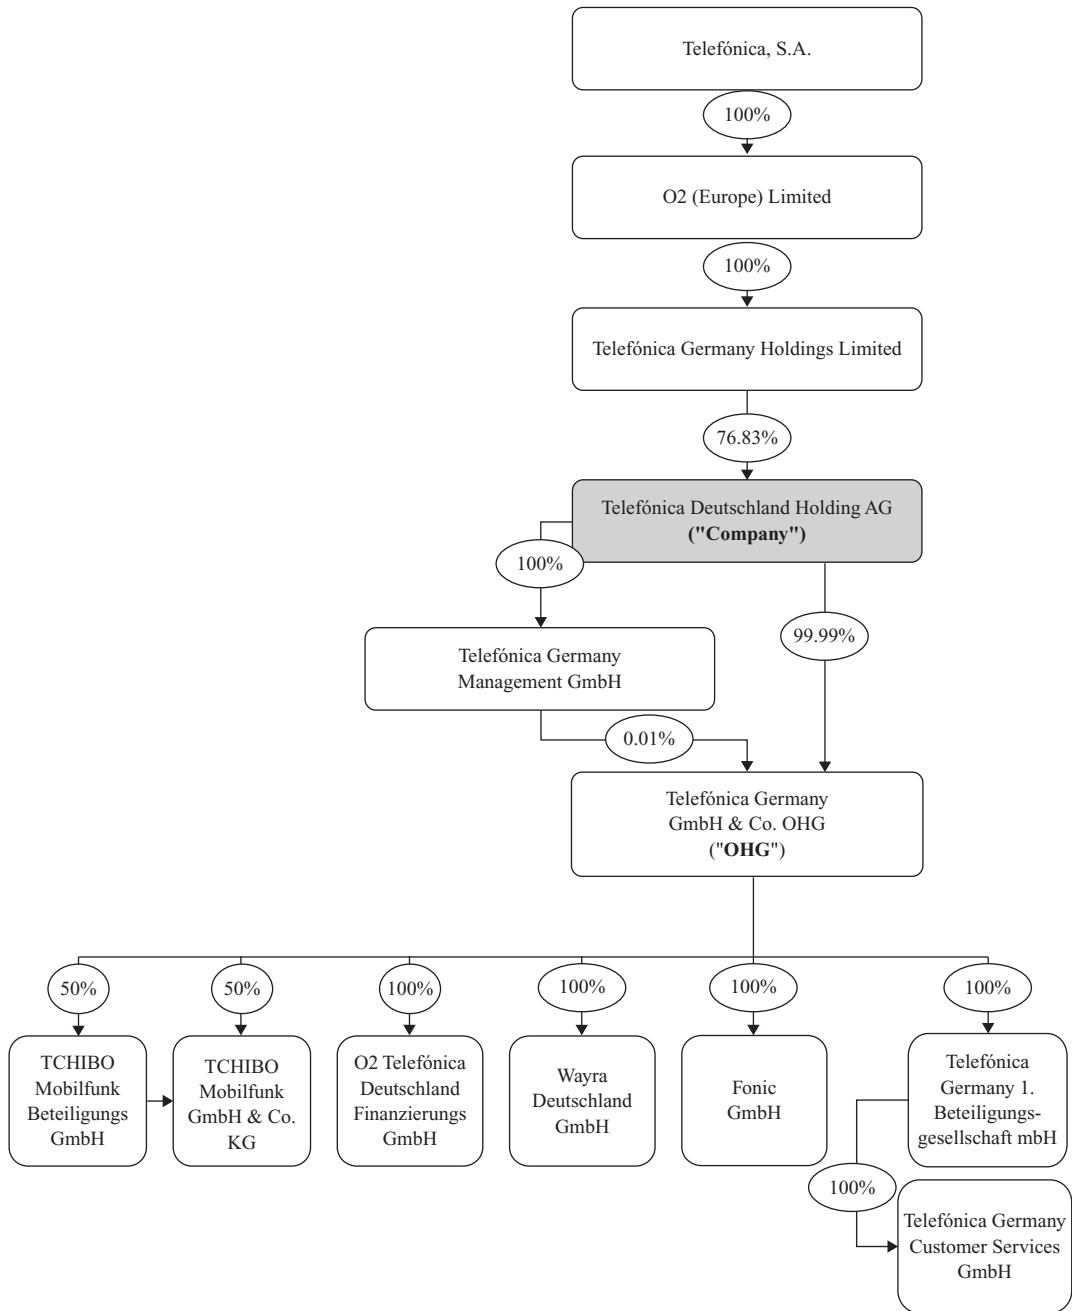 Telefónica, S.A.
100%
O2 (Europe) Limited
100%
Telefónica Germany Holdings Limited
76.83%
Telefónica Deutschland Holding AG
("Company")
100%
99.99%
Telefónica Germany
Management GmbH
0.01%
Telefónica Germany
GmbH & Co. OHG
("OHG")
50%
50%
100%
100%
100%
100%
TCHIBO
Mobilfunk
Beteiligungs
GmbH
TCHIBO
Mobilfunk
GmbH & Co.
KG
O2 Telefónica
Deutschland
Finanzierungs
GmbH
Wayra
Deutschland
GmbH
Fonic
GmbH
Telefónica
Germany 1.
Beteiligungs-
gesellschaft mbH
100%
Telefónica Germany
Customer Services
GmbH